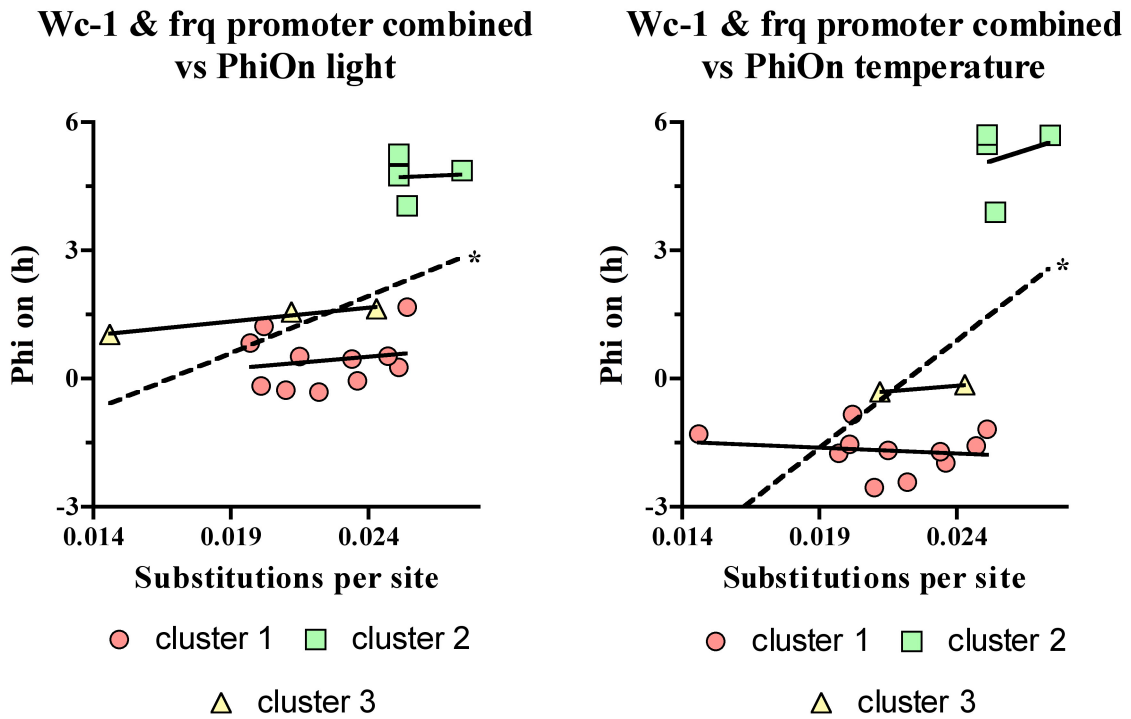 Wc-1 & frq promoter combined
vs PhiOn light
6
3
0
-3
Phi on (h)
*
0.014 0.019 0.024
Substitutions per site
cluster 1 cluster 2
cluster 3
Wc-1 & frq promoter combined
vs PhiOn temperature
6
3
0
-3
Phi on (h)
*
0.014 0.019 0.024
Substitutions per site
cluster 1 cluster 2
cluster 3